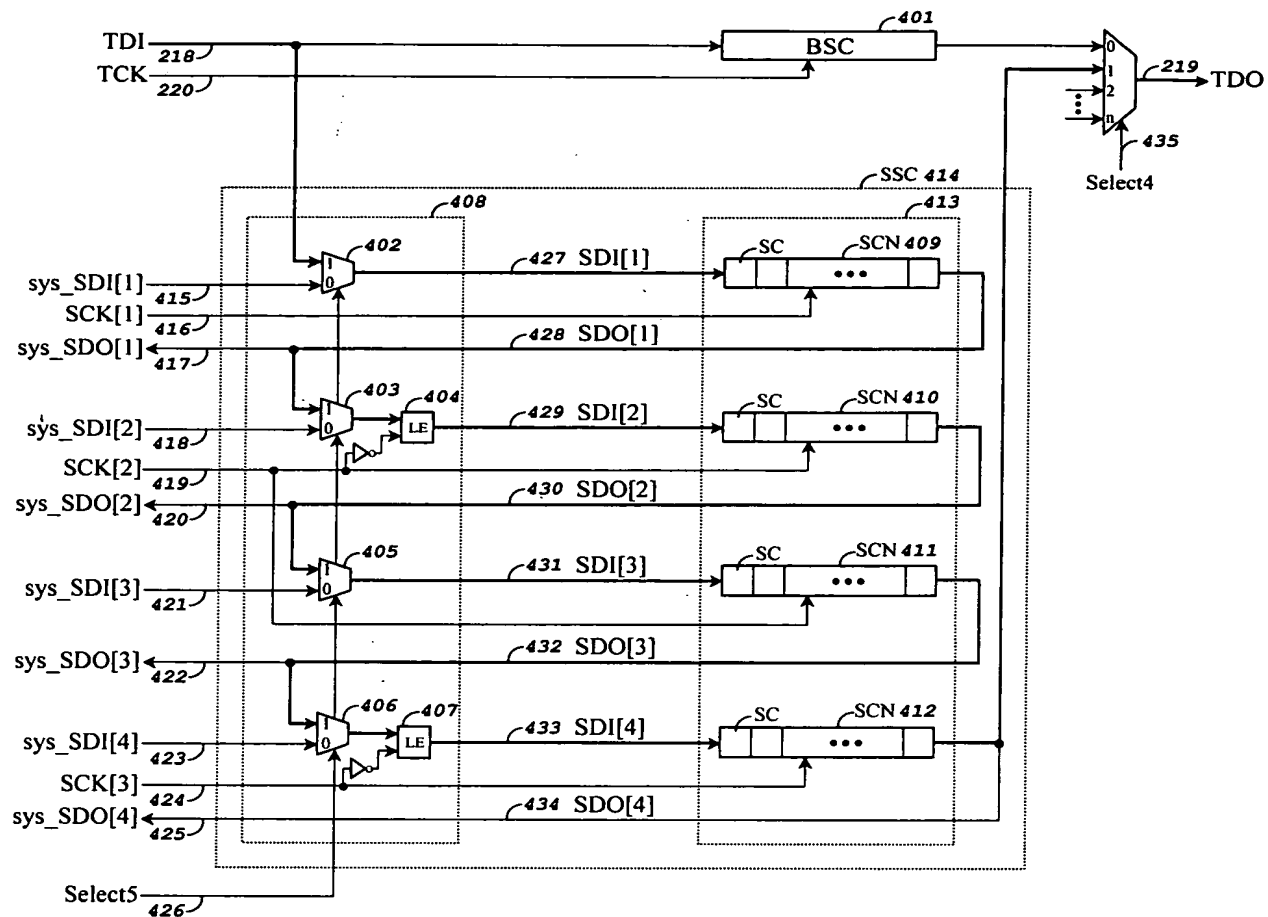 401
TDI
218
BSC
0
TCK
220
1
219
TDO
2
n
435
Select4
SSC 414
408
413
402
SC
SCN 409
427 SDI[1]
1
0
sys_SDI[1]
415
SCK[1]
416
428 SDO[1]
sys_SDO[1]
417
403
404
SC
SCN 410
429 SDI[2]
1
0
LE
sys_SDI[2]
418
SCK[2]
419
430 SDO[2]
sys_SDO[2]
420
405
SC
SCN 411
431 SDI[3]
1
0
sys_SDI[3]
421
432 SDO[3]
sys_SDO[3]
422
406
407
SC
SCN 412
433 SDI[4]
1
0
LE
sys_SDI[4]
423
SCK[3]
424
434 SDO[4]
sys_SDO[4]
425
Select5
426